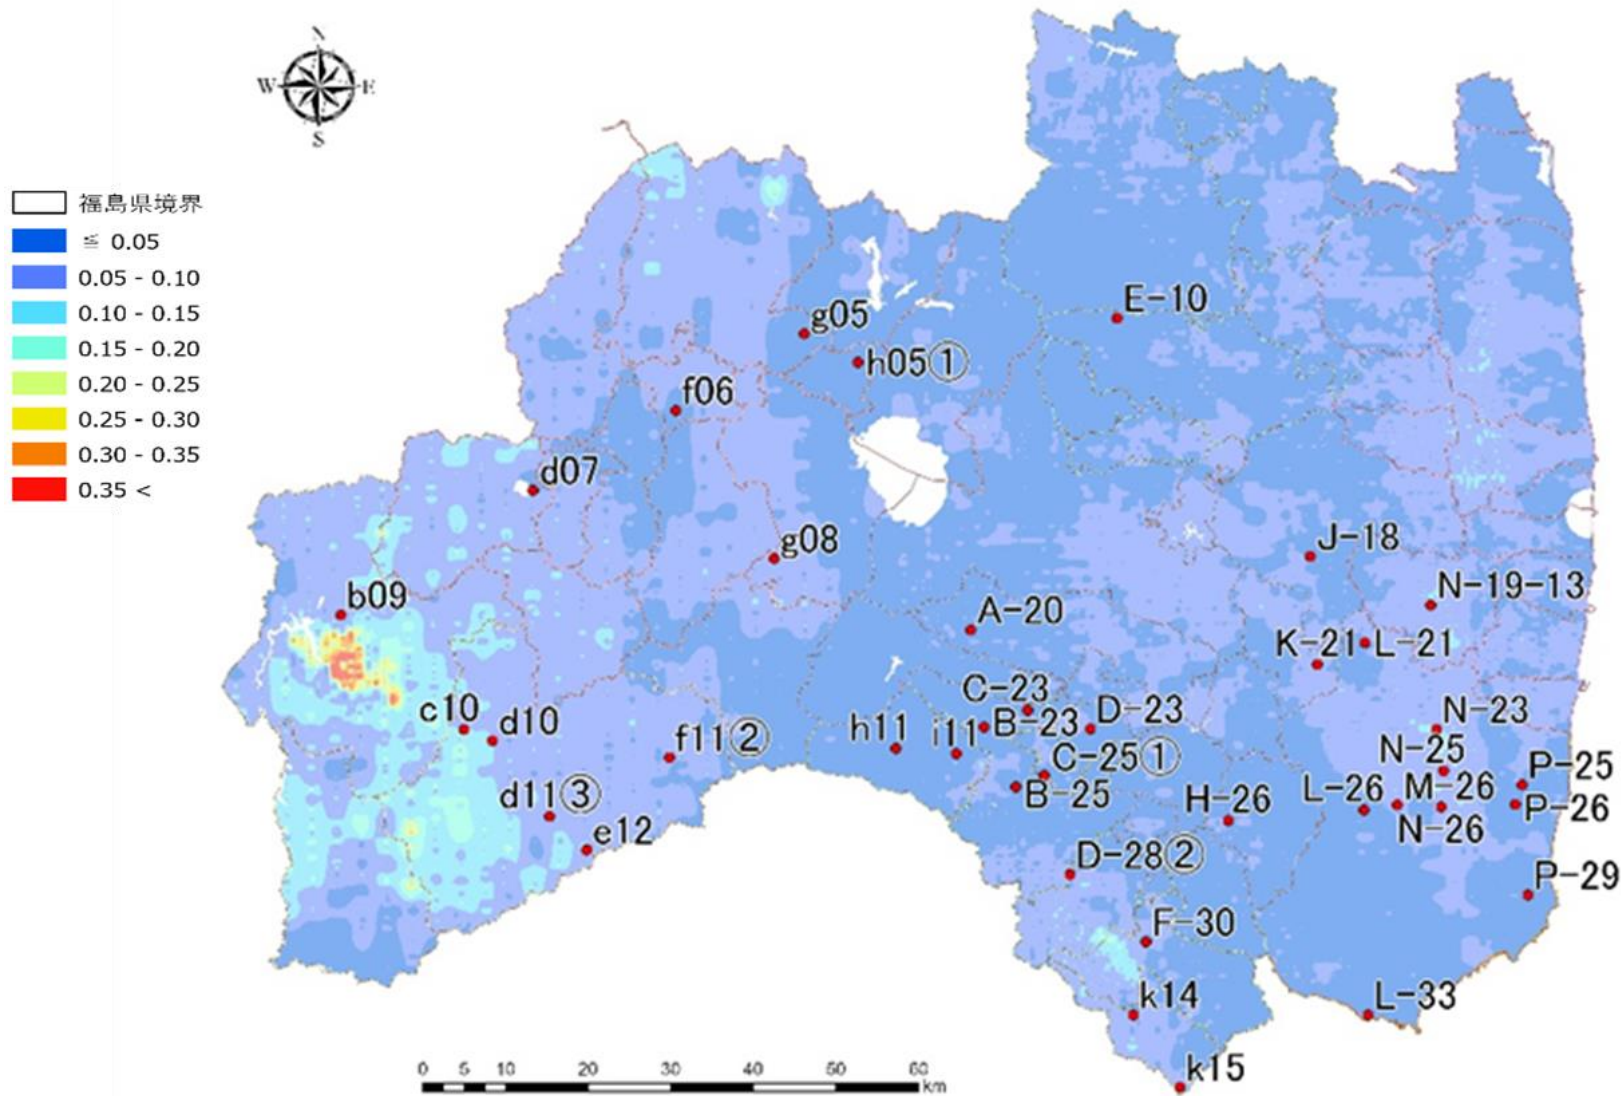 N
W E
S
福島県境界
≦ 0.05
0.05 - 0.10
0.10 - 0.15
0.15 - 0.20
0.20 - 0.25
0.25 - 0.30
0.30 - 0.35
0.35 <
E-10
g05
h05①
f06
d07
g08
J-18
b09
N-19-13
A-20
K-21
L-21
C-23
B-23
D-23
N-23
c10
d10
f11②
h11
i11
C-25①
N-25
P-25
B-25
H-26
L-26
M-26
P-26
N-26
d11③
e12
D-28②
P-29
F-30
k14
L-33
k15
0 5 10 20 30 40 50 60
km